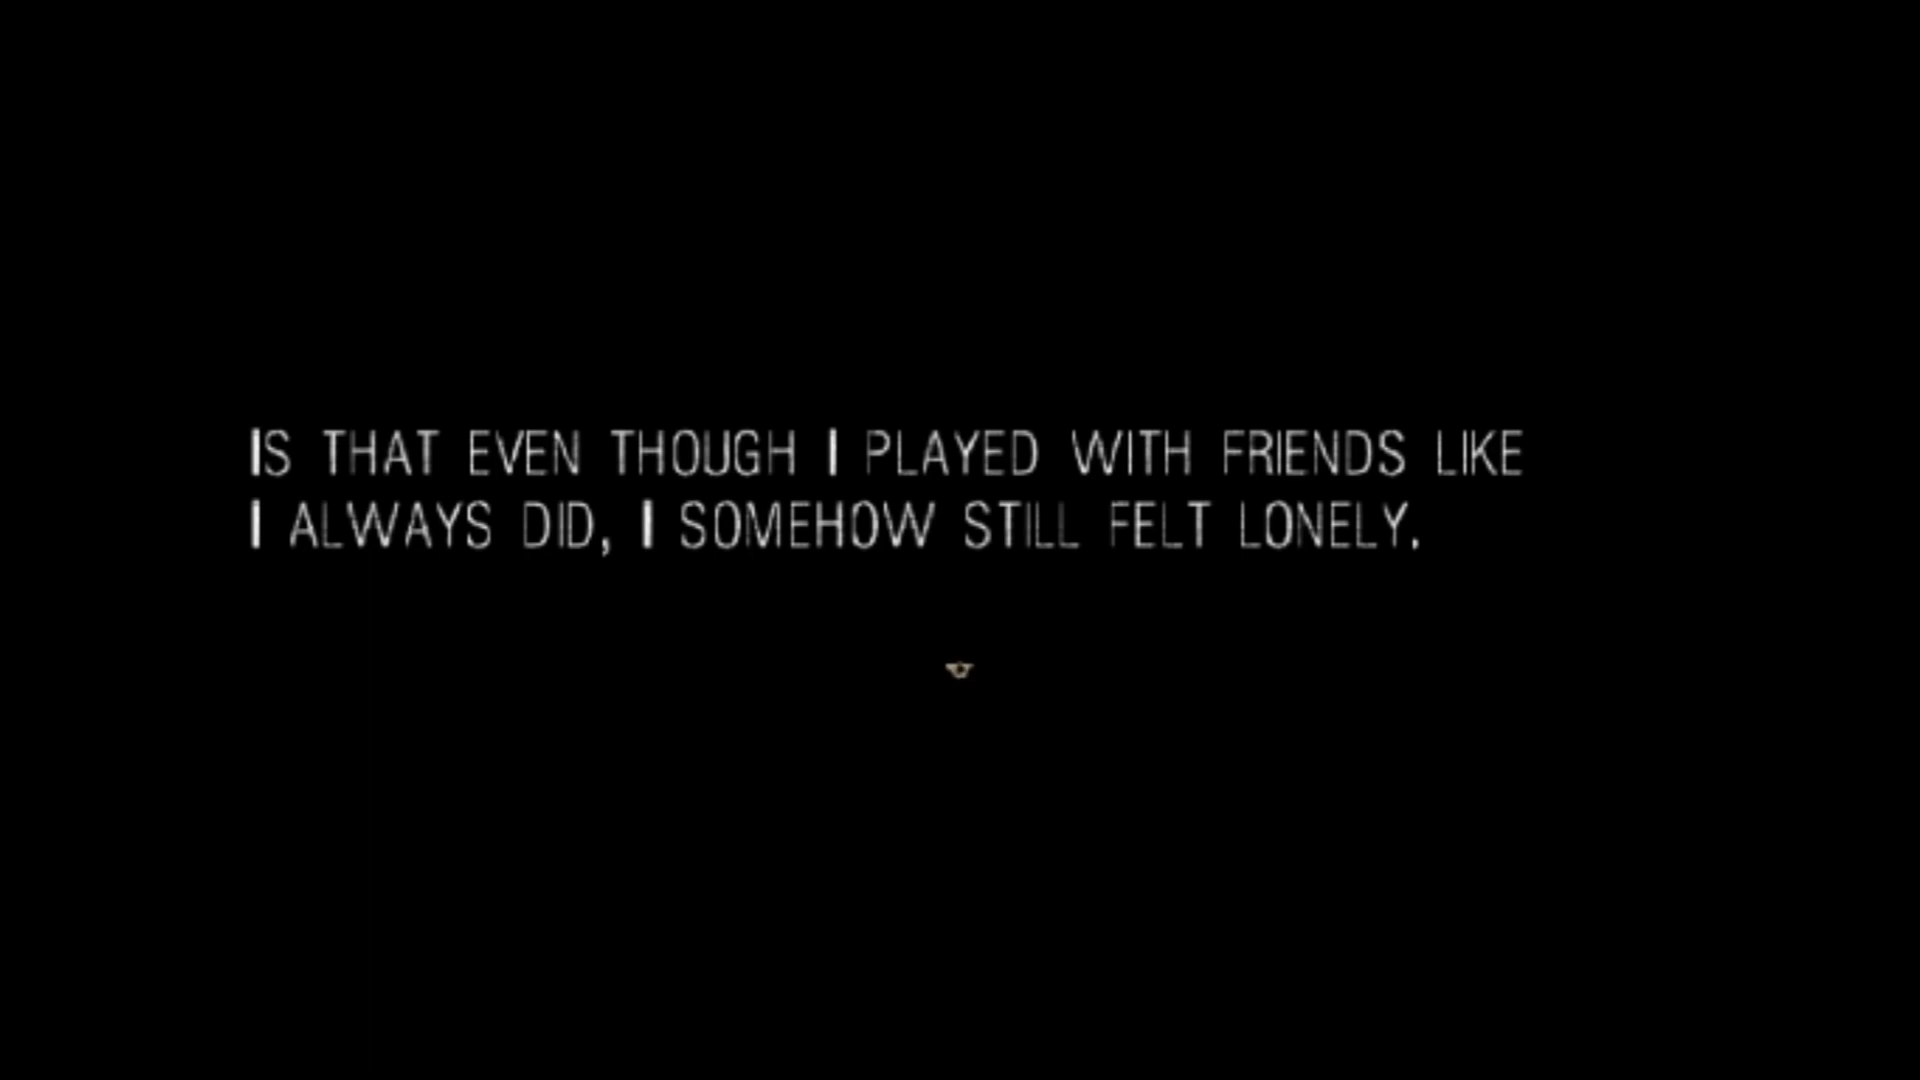 IS THAT EVEN THOUGH I PLAYED WITH FRIENDS LIKE
I ALWAYS DID, I SOMEHOW STILL FELT LONELY.